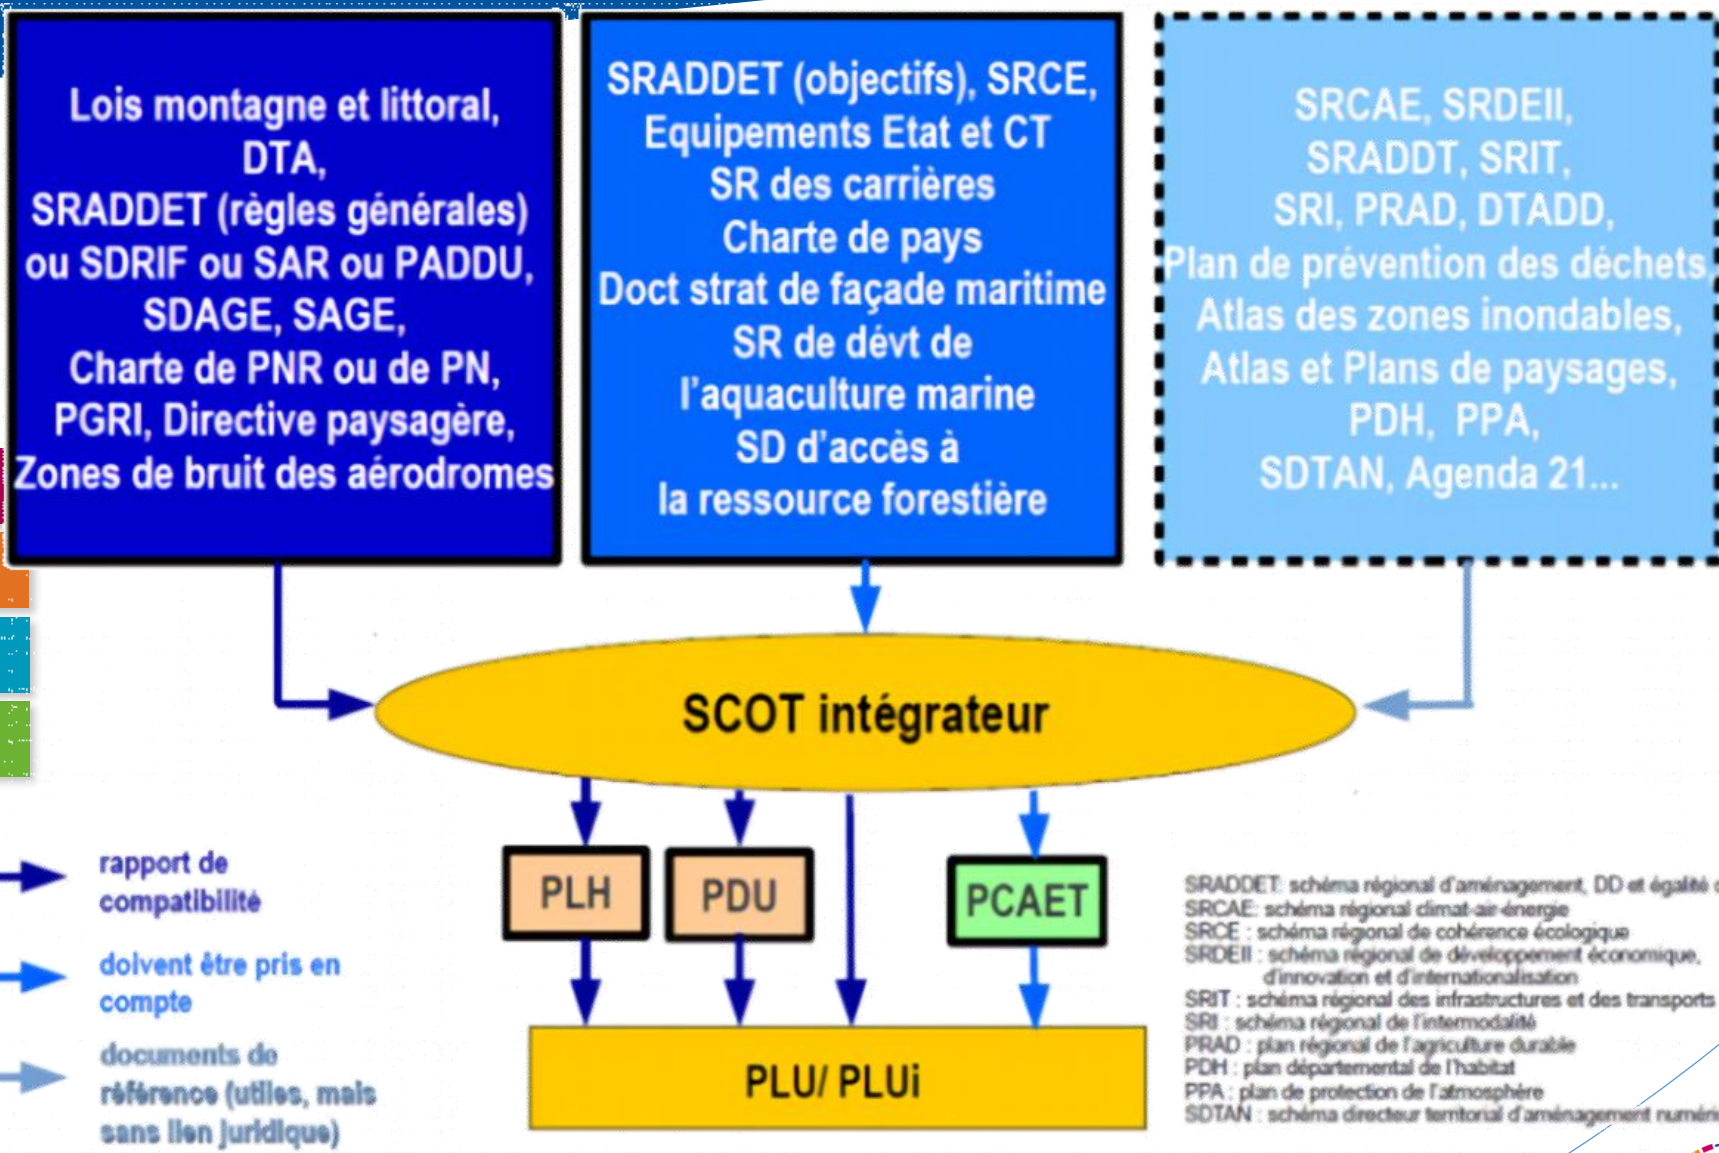 Lois montagne et littoral,
DTA,
SRADDET (règles générales)
ou SDRIF ou SAR ou PADDU,
SDAGE, SAGE,
Charte de PNR ou de PN,
PGRI, Directive paysagère,
Zones de bruit des aérodromes
SRADDET (objectifs), SRCE,
Equipements Etat et CT
SR des carrières
Charte de pays
Doct strat de façade maritime
SR de dévt de
l'aquaculture marine
SD d'accès à
la ressource forestière
SRCAE, SRDEII,
SRADDT, SRIT,
SRI, PRAD, DTADD,
Plan de prévention des déchets,
Atlas des zones inondables,
Atlas et Plans de paysages,
PDH, PPA,
SDTAN, Agenda 21...
SCOT intégrateur
PLH
PDU
PCAET
PLU/ PLUi
rapport de
compatibilité
doivent être pris en
compte
documents de
référence (utiles, mais
sans lien juridique)
SRADDET: schéma régional d'aménagement, DD et égalité
SRCAE: schéma régional climat-air-énergie
SRCE : schéma régional de cohérence écologique
SRDEII : schéma régional de développement économique,
d'innovation et d'internationalisation
SRIT : schéma régional des infrastructures et des transports
SRI : schéma régional de l'intermodalité
PRAD : plan régional de l'agriculture durable
PDH : plan départemental de l'habitat
PPA : plan de protection de l'atmosphère
SDTAN : schéma directeur territorial d'aménagement numéri